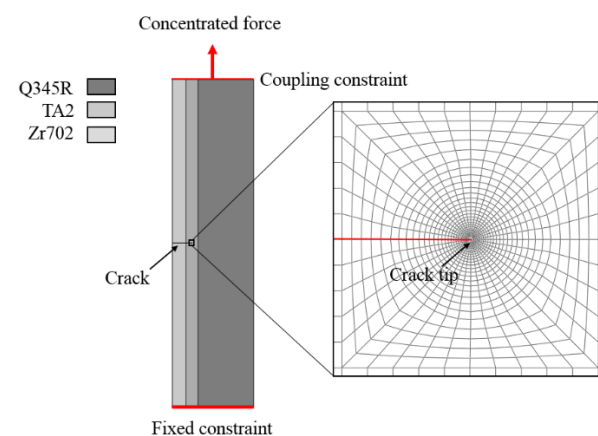 Concentrated force
Q345R
TA2
Zr702
Coupling constraint
Crack
Crack tip
Fixed constraint